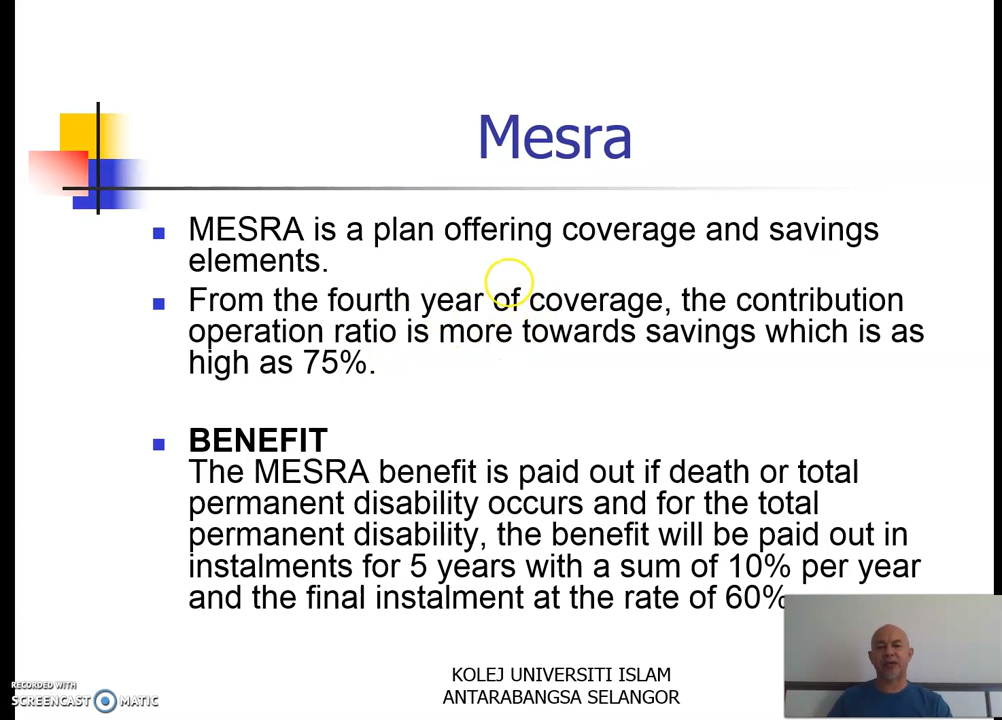 Mesra
MESRA is a plan offering coverage and savings
elements.
From the fourth year of coverage, the contribution
operation ratio is more towards savings which is as
high as 75%.
BENEFIT
The MESRA benefit is paid out if death or total
permanent disability occurs and for the total
permanent disability, the benefit will be paid out in
instalments for 5 years with a sum of 10% per year
and the final instalment at the rate of 60%
KOLEJ UNIVERSITI ISLAM
ANTARABANGSA SELANGOR
RECORDED WITH
SCREENCAST MATIC